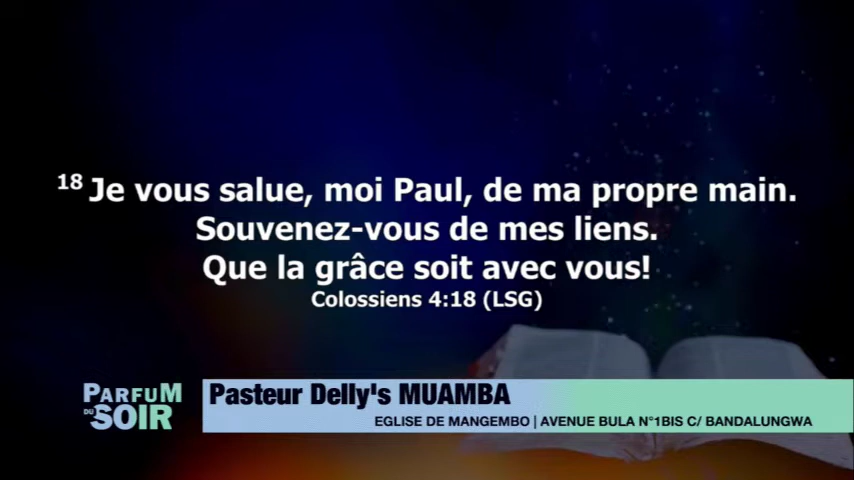 18 Je vous salue, moi Paul, de ma propre main.
Souvenez-vous de mes liens.
Que la grâce soit avec vous!
Colossiens 4:18 (LSG)
PARFUM
DU SOIR
Pasteur Delly's MUAMBA
EGLISE DE MANGEMBO | AVENUE BULA N°1BIS C/ BANDALUNGWA